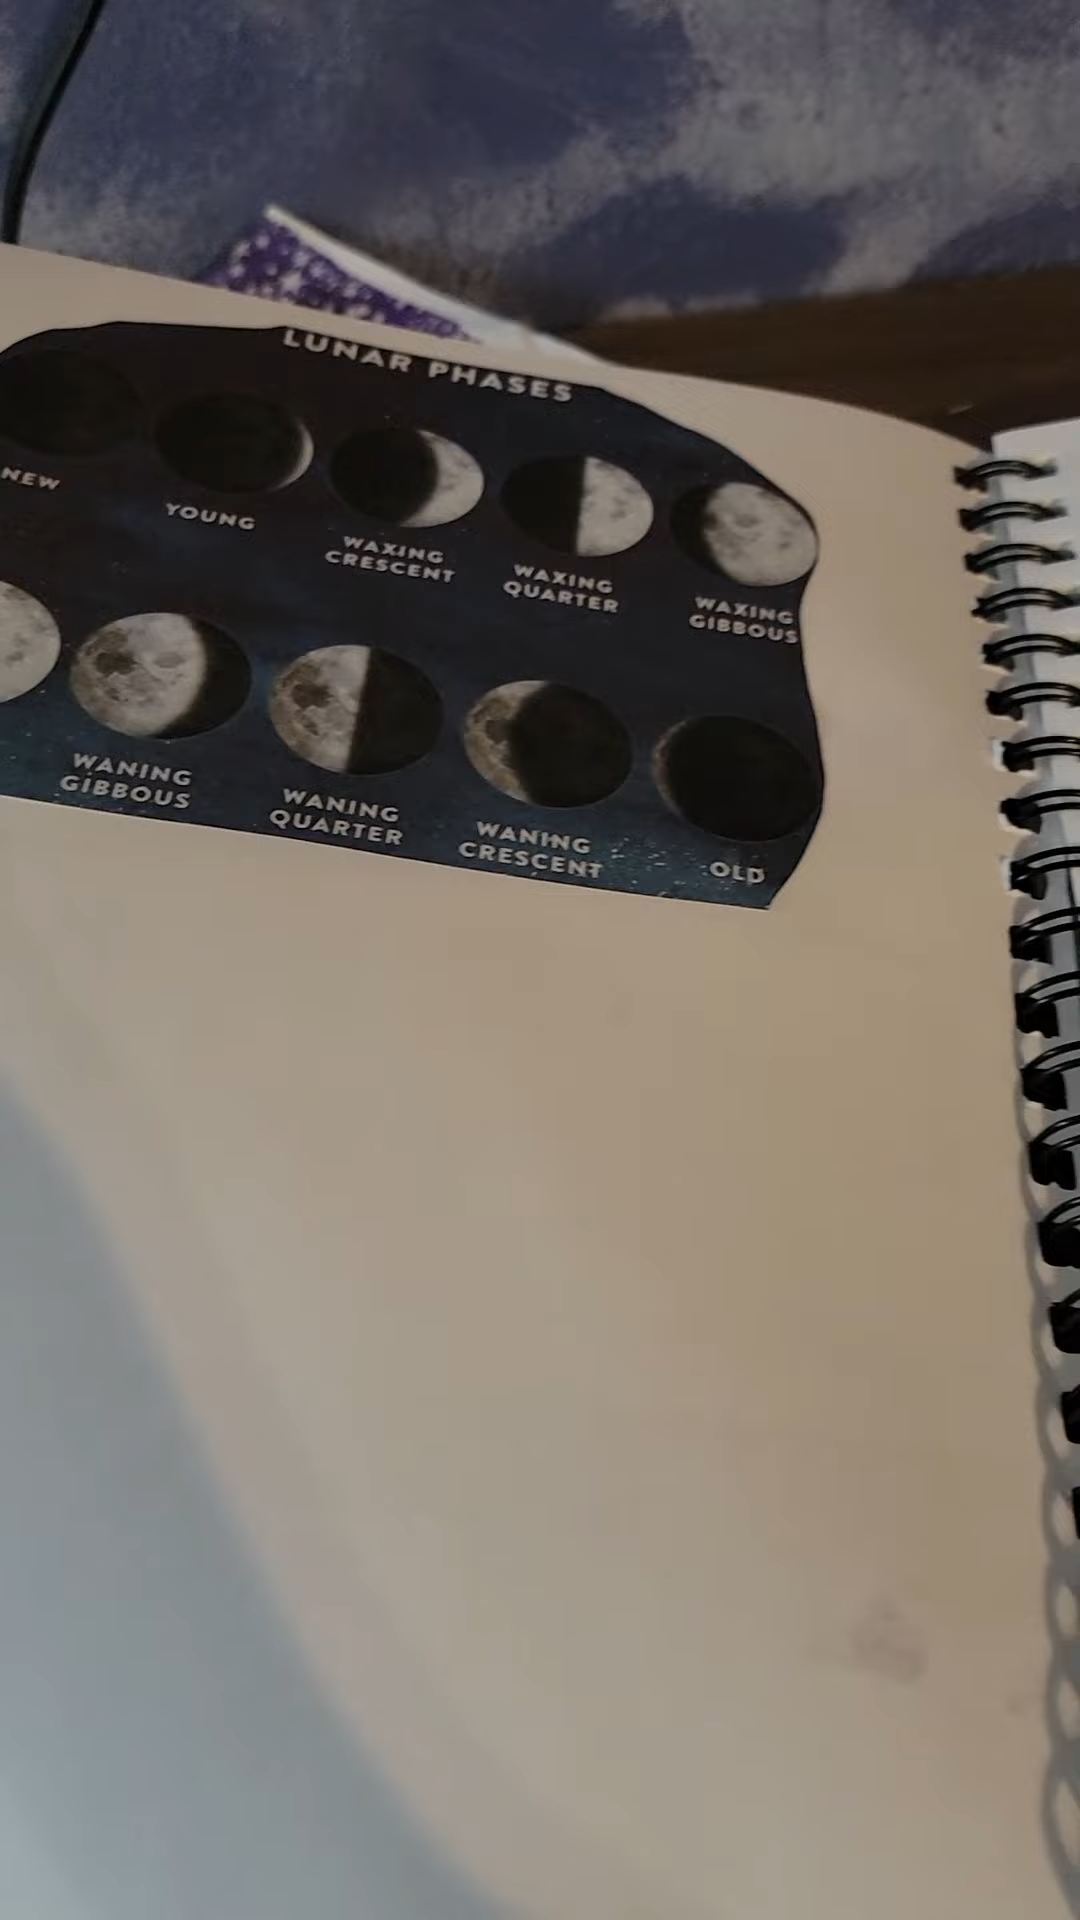 LUNAR PHASES
NEW
YOUNG
WAXING
CRESCENT
WAXING
QUARTER
WAXING
GIBBOUS
WANING
GIBBOUS
WANING
QUARTER
WANING
CRESCENT
OLD